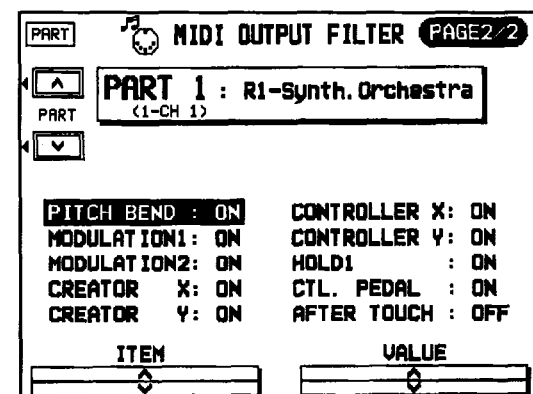 PART MIDI OUTPUT FILTER PAGE2/2
PART 1 : R1-Synth.Orchestra
(1-CH 1)
PART
PITCH BEND : ON
MODULATION1: ON
MODULATION2: ON
CREATOR X: ON
CREATOR Y: ON
CONTROLLER X: ON
CONTROLLER Y: ON
HOLD1 : ON
CTL. PEDAL : ON
AFTER TOUCH : OFF
ITEM
VALUE